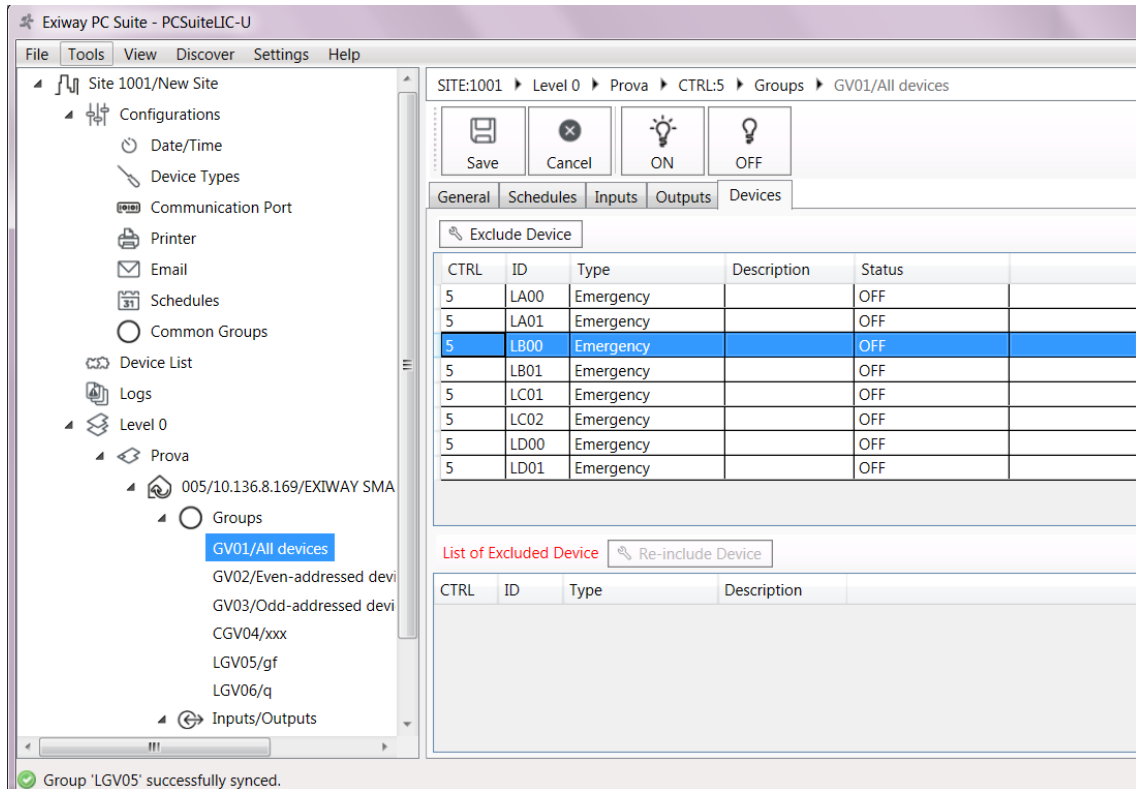 Exiway PC Suite - PCSuiteLIC-U
File Tools View Discover Settings Help
Site 1001/New Site
Configurations
Date/Time
Device Types
Communication Port
Printer
Email
Schedules
Common Groups
Device List
Logs
Level 0
Prova
005/10.136.8.169/EXIWAY SMA
Groups
GV01/All devices
GV02/Even-addressed devi
GV03/Odd-addressed devi
CGV04/xxx
LGV05/gf
LGV06/q
Inputs/Outputs
SITE:1001 Level 0 Prova CTRL:5 Groups GV01/All devices
Save Cancel ON OFF
General Schedules Inputs Outputs Devices
Exclude Device
CTRL ID Type Description Status
5 LA00 Emergency OFF
5 LA01 Emergency OFF
5 LB00 Emergency OFF
5 LB01 Emergency OFF
5 LC01 Emergency OFF
5 LC02 Emergency OFF
5 LD00 Emergency OFF
5 LD01 Emergency OFF
List of Excluded Device Re-include Device
CTRL ID Type Description
Group 'LGV05' successfully synced.